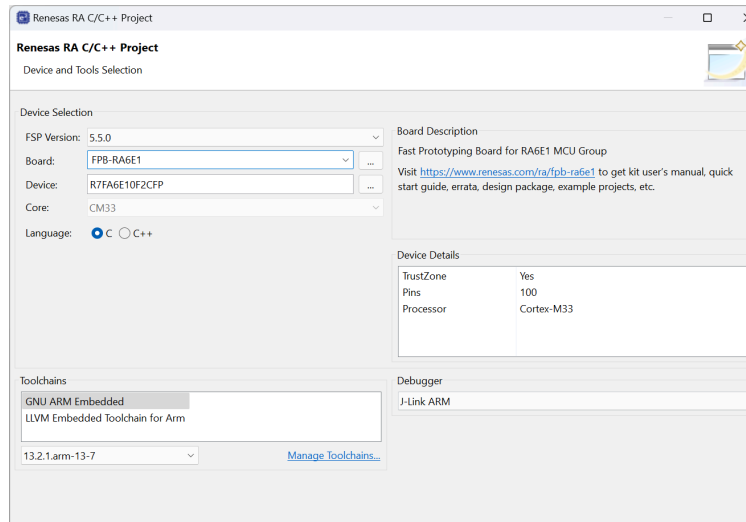 Renesas RA C/C++ Project
Renesas RA C/C++ Project
Device and Tools Selection
Device Selection
FSP Version: 5.5.0
Board: FPB-RA6E1 ...
Device: R7FA6E10F2CFP ...
Core: CM33
Language: C C++
Board Description
Fast Prototyping Board for RA6E1 MCU Group
Visit https://www.renesas.com/ra/fpb-ra6e1 to get kit user's manual, quick
start guide, errata, design package, example projects, etc.
Device Details
TrustZone Yes
Pins 100
Processor Cortex-M33
Toolchains
GNU ARM Embedded
LLVM Embedded Toolchain for Arm
13.2.1.arm-13-7 Manage Toolchains...
Debugger
J-Link ARM